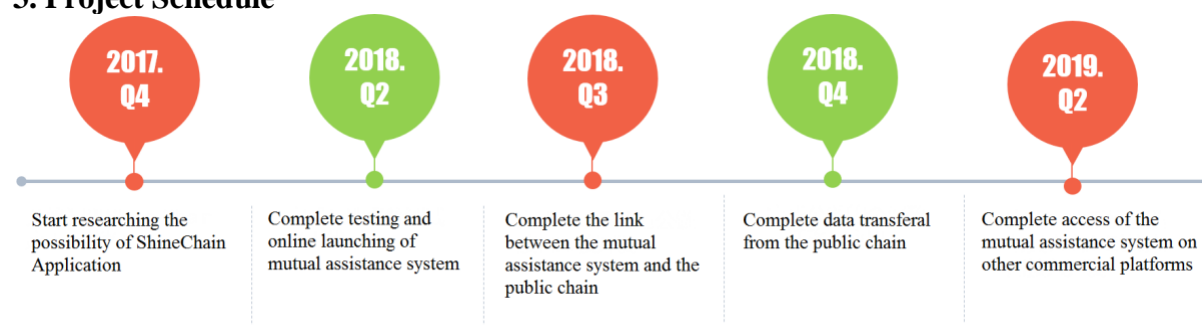 Project Schedule
2017.
Q4
2018.
Q2
2018.
Q3
2018.
Q4
2019.
Q2
Start researching the
possibility of ShineChain
Application
Complete testing and
online launching of
mutual assistance system
Complete the link
between the mutual
assistance system and the
public chain
Complete data transferal
from the public chain
Complete access of the
mutual assistance system on
other commercial platforms